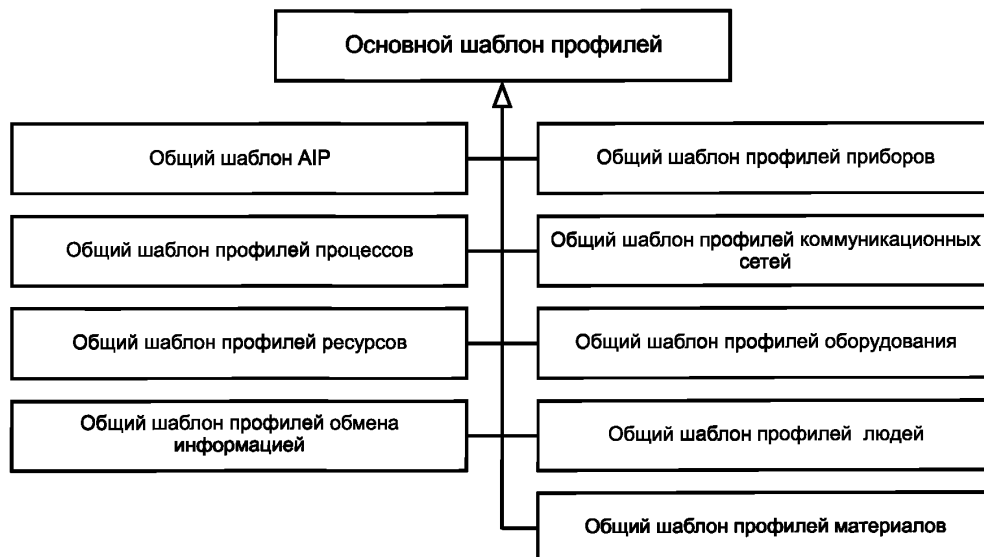 Основной шаблон профилей
Общий шаблон AIP
Общий шаблон профилей приборов
Общий шаблон профилей процессов
Общий шаблон профилей коммуникационных
сетей
Общий шаблон профилей ресурсов
Общий шаблон профилей оборудования
Общий шаблон профилей обмена
информацией
Общий шаблон профилей людей
Общий шаблон профилей материалов